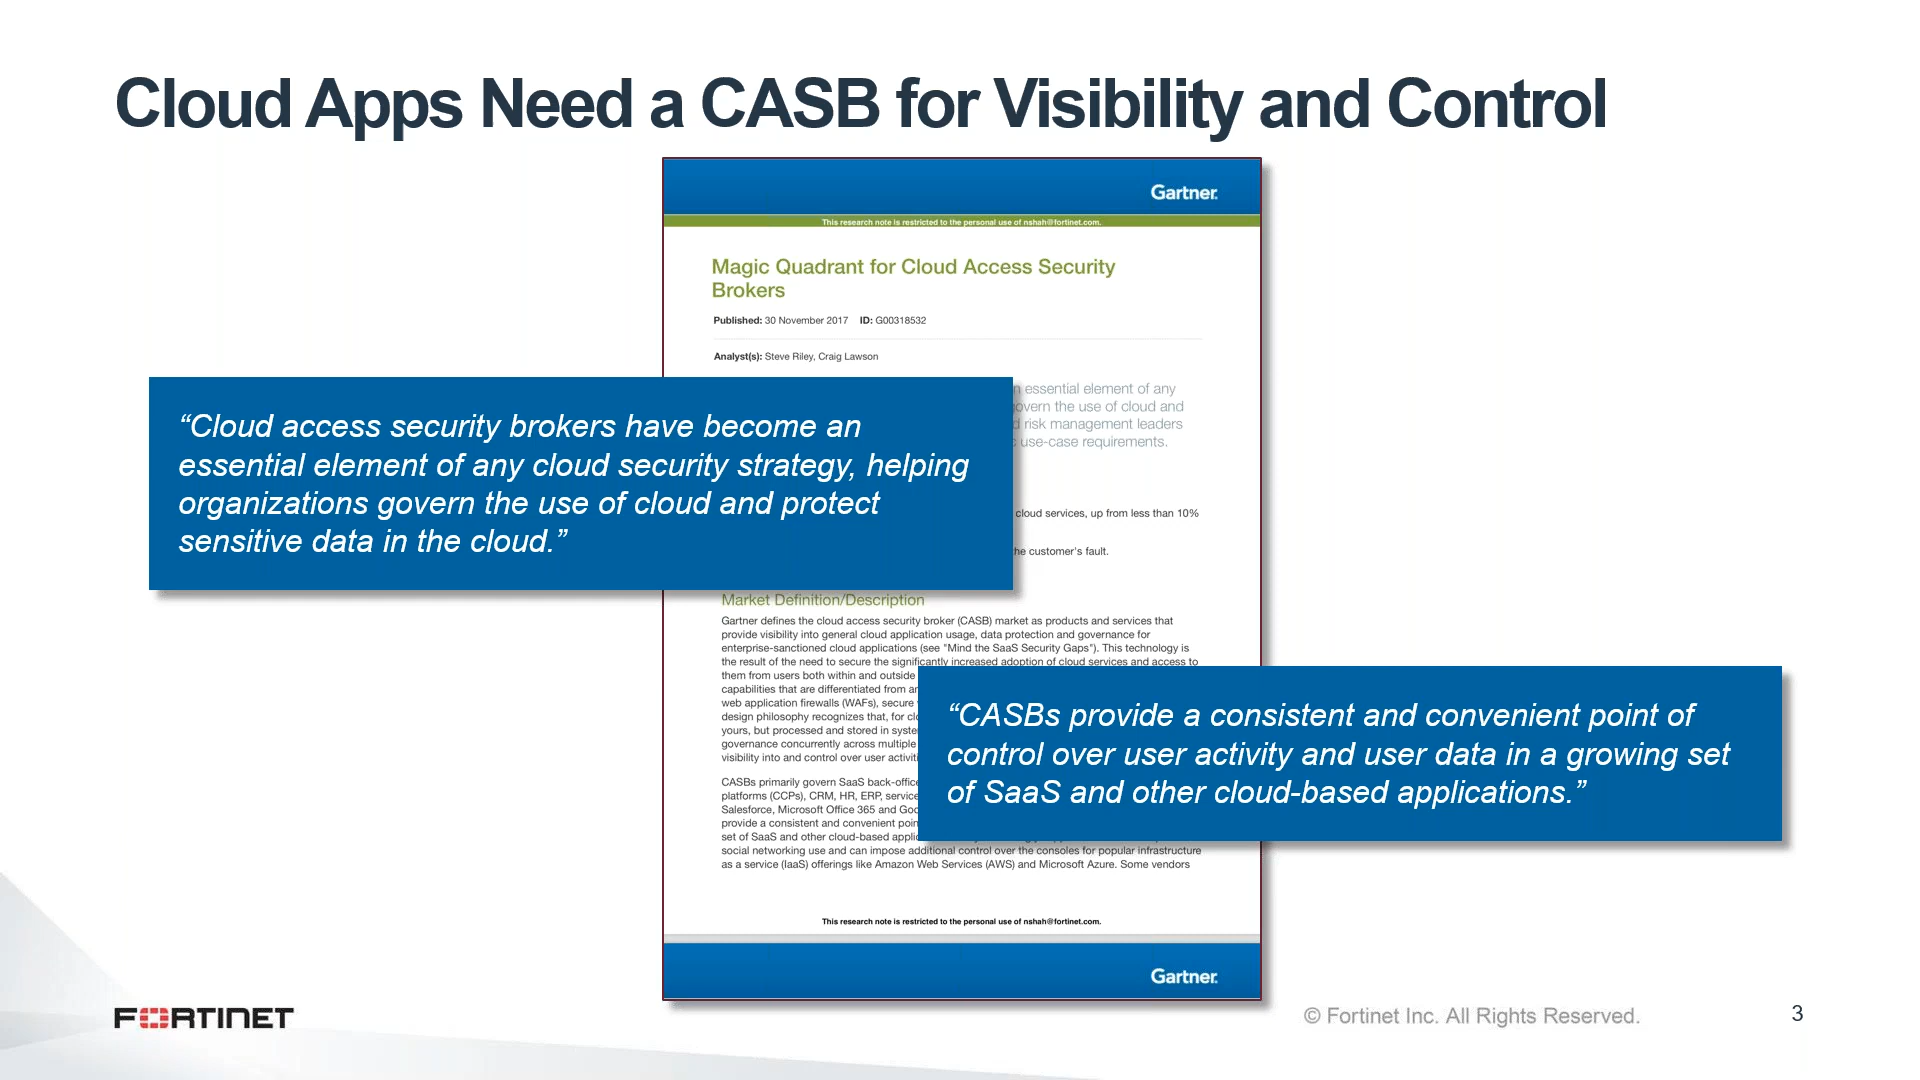 Cloud Apps Need a CASB for Visibility and Control
Gartner.
This research note is restricted to the personal use of nshah@fortinet.com.
Magic Quadrant for Cloud Access Security
Brokers
Published: 30 November 2017 ID: G00318532
Analyst(s): Steve Riley, Craig Lawson
essential element of any
govern the use of cloud and
risk management leaders
use-case requirements.
“Cloud access security brokers have become an
essential element of any cloud security strategy, helping
organizations govern the use of cloud and protect
sensitive data in the cloud.”
cloud services, up from less than 10%
the customer's fault.
Market Definition/Description
Gartner defines the cloud access security broker (CASB) market as products and services that
provide visibility into general cloud application usage, data protection and governance for
enterprise-sanctioned cloud applications (see "Mind the SaaS Security Gaps"). This technology is
the result of the need to secure the significantly increased adoption of cloud services and access to
them from users both within and outside
capabilities that are differentiated from
web application firewalls (WAFs), secure
design philosophy recognizes that, for
yours, but processed and stored in
governance concurrently across multiple
visibility into and control over user
“CASBs provide a consistent and convenient point of
control over user activity and user data in a growing set
of SaaS and other cloud-based applications.”
CASBs primarily govern SaaS
platforms (CCPs), CRM, HR, ERP, service
Salesforce, Microsoft Office 365 and
provide a consistent and convenient
set of SaaS and other cloud-based
social networking use and can impose additional control over the consoles for popular infrastructure
as a service (IaaS) offerings like Amazon Web Services (AWS) and Microsoft Azure. Some vendors
This research note is restricted to the personal use of nshah@fortinet.com.
Gartner.
FORTINET
© Fortinet Inc. All Rights Reserved.
3